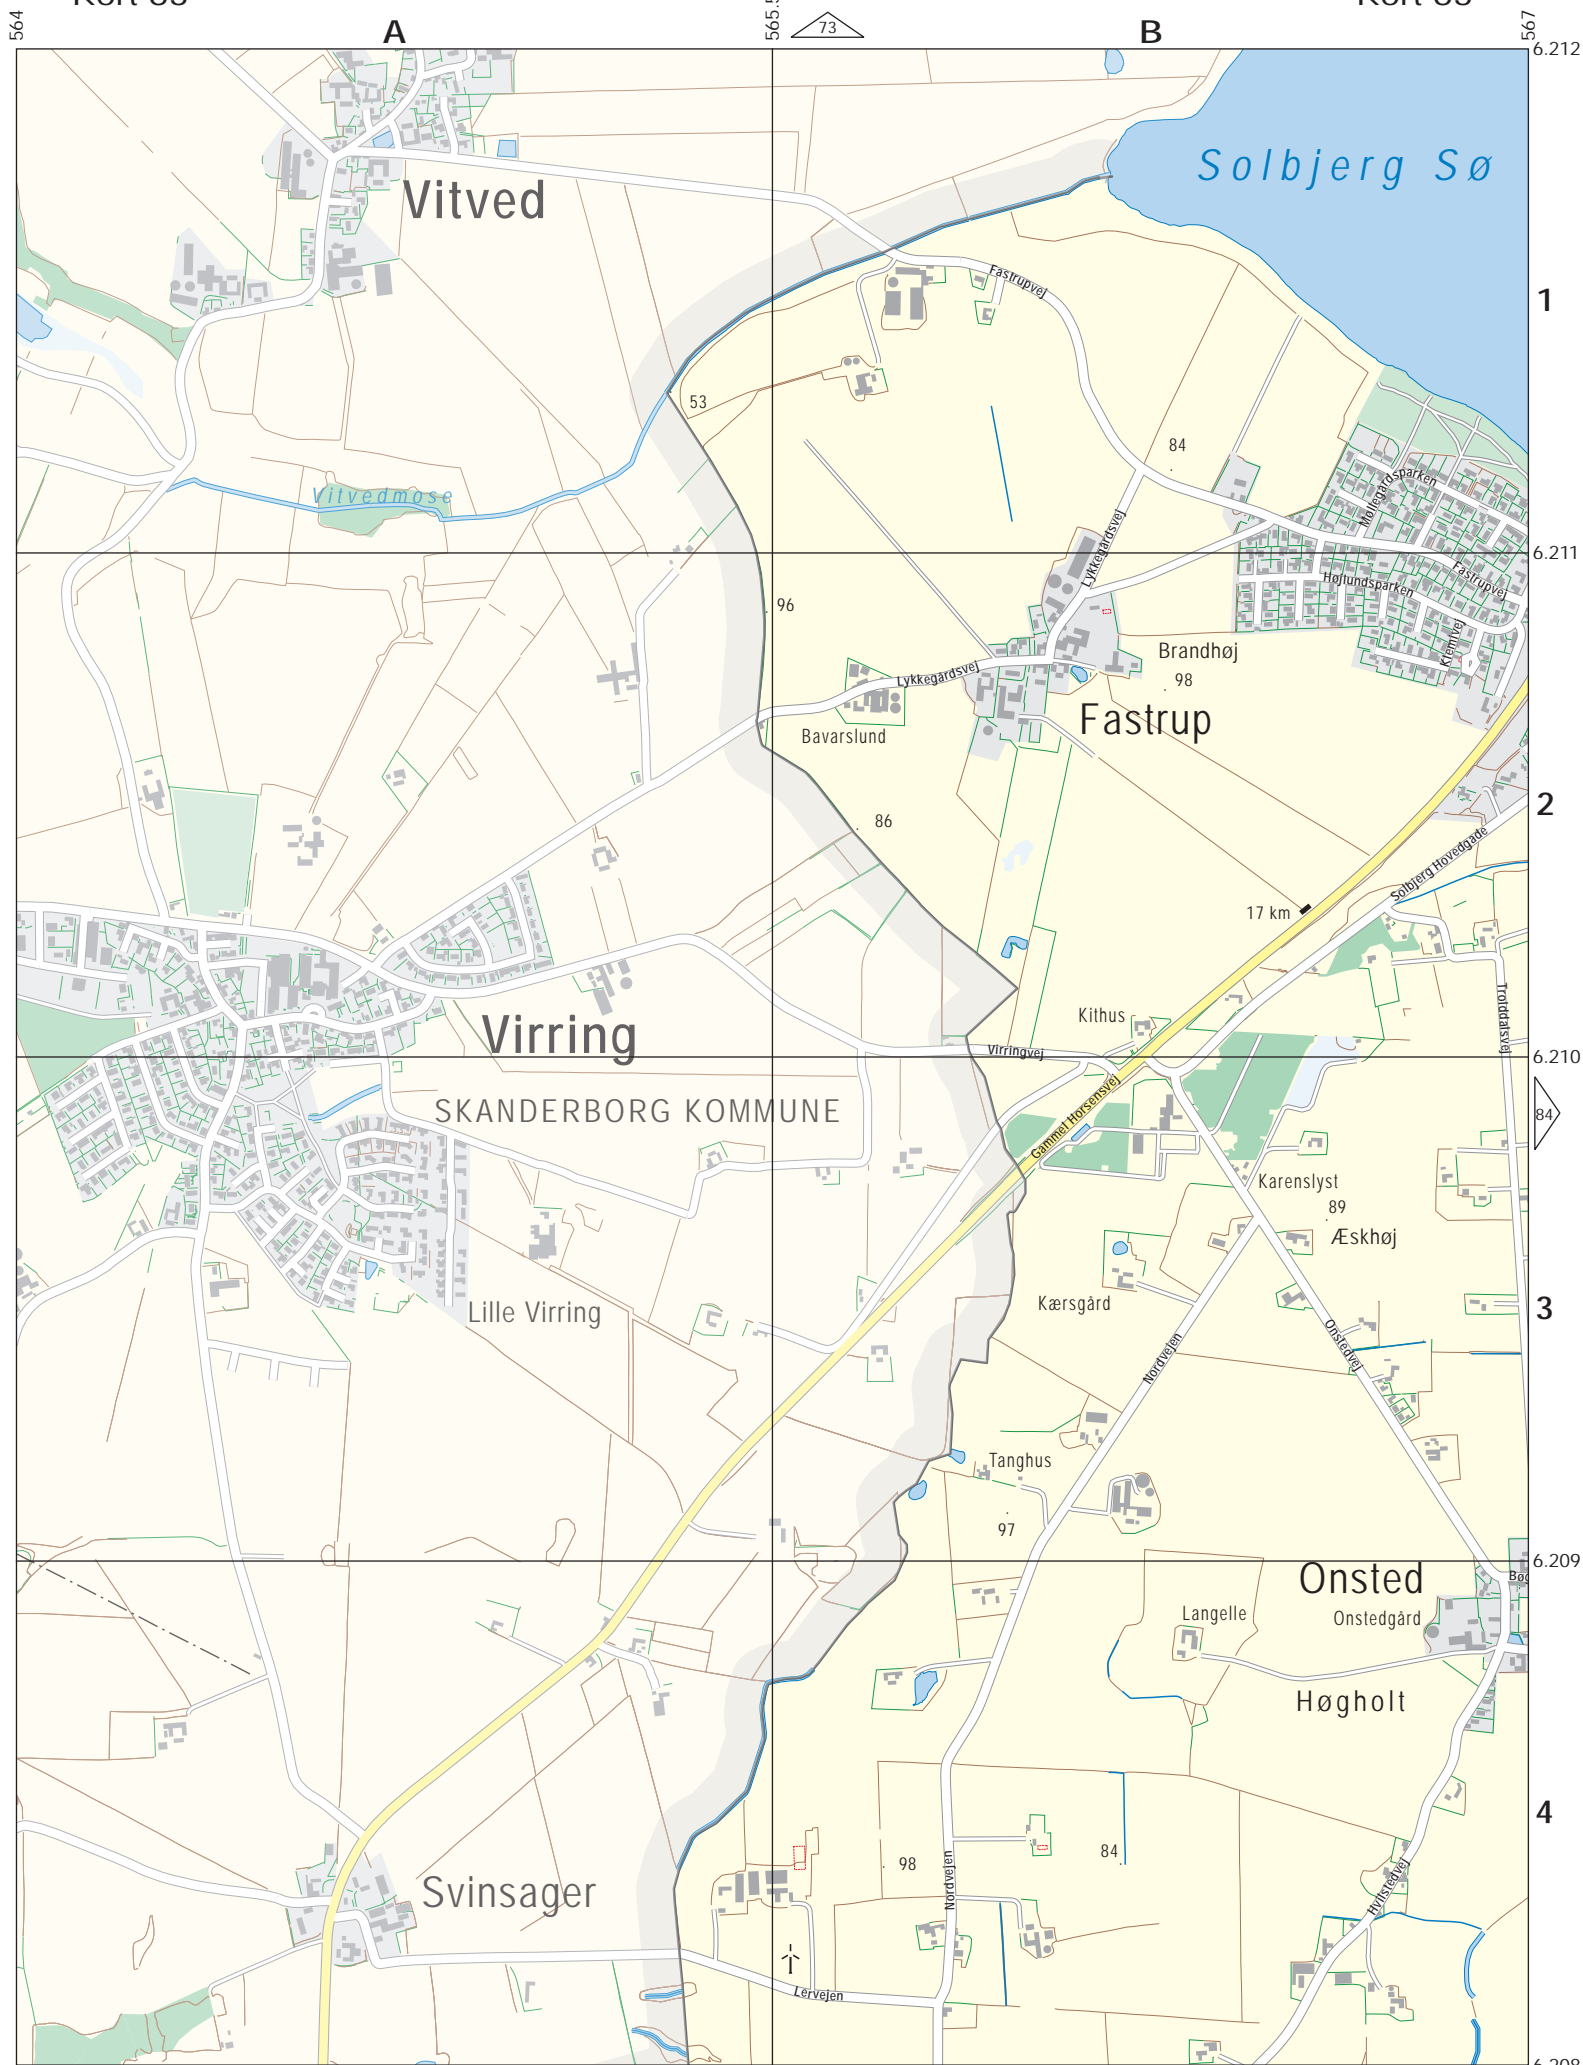 564
A
565.5
73
B
567
6.212
Solbjerg Sø
Vitved
Fastrupvej
1
53
84
Vitvedmose
Møllegårdsparken
Lykkegårdsvej
6.211
Højlundsparken
Fastrupvej
96
Klemivej
Brandhøj
98
Lykkegårdsvej
Fastrup
Bavarslund
2
86
Solbjerg Hovedgade
17 km
Troiddalsvej
Kithus
Virring
Virringvej
6.210
SKANDERBORG KOMMUNE
Gammel Horsensvej
84
Karenslyst
89
Æskhøj
Kærsgård
3
Lille Virring
Nordvejen
Onstedvej
Tanghus
97
6.209
Onsted
Onstedgård
Langelle
Høgholt
4
84
98
Nordvejen
Svinsager
Hvilstedvej
Lervejen